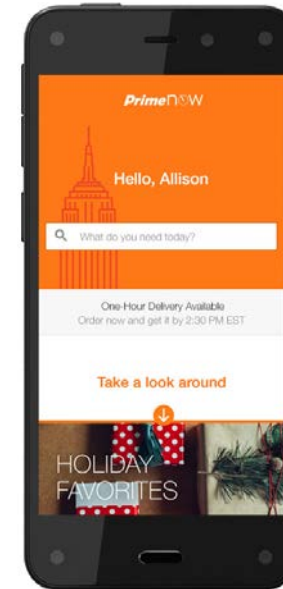 PrimeNOW
Hello, Allison
What do you need today?
One-Hour Delivery Available
Order now and get it by 2:30 PM EST
Take a look around
HOLIDAY
FAVORITES